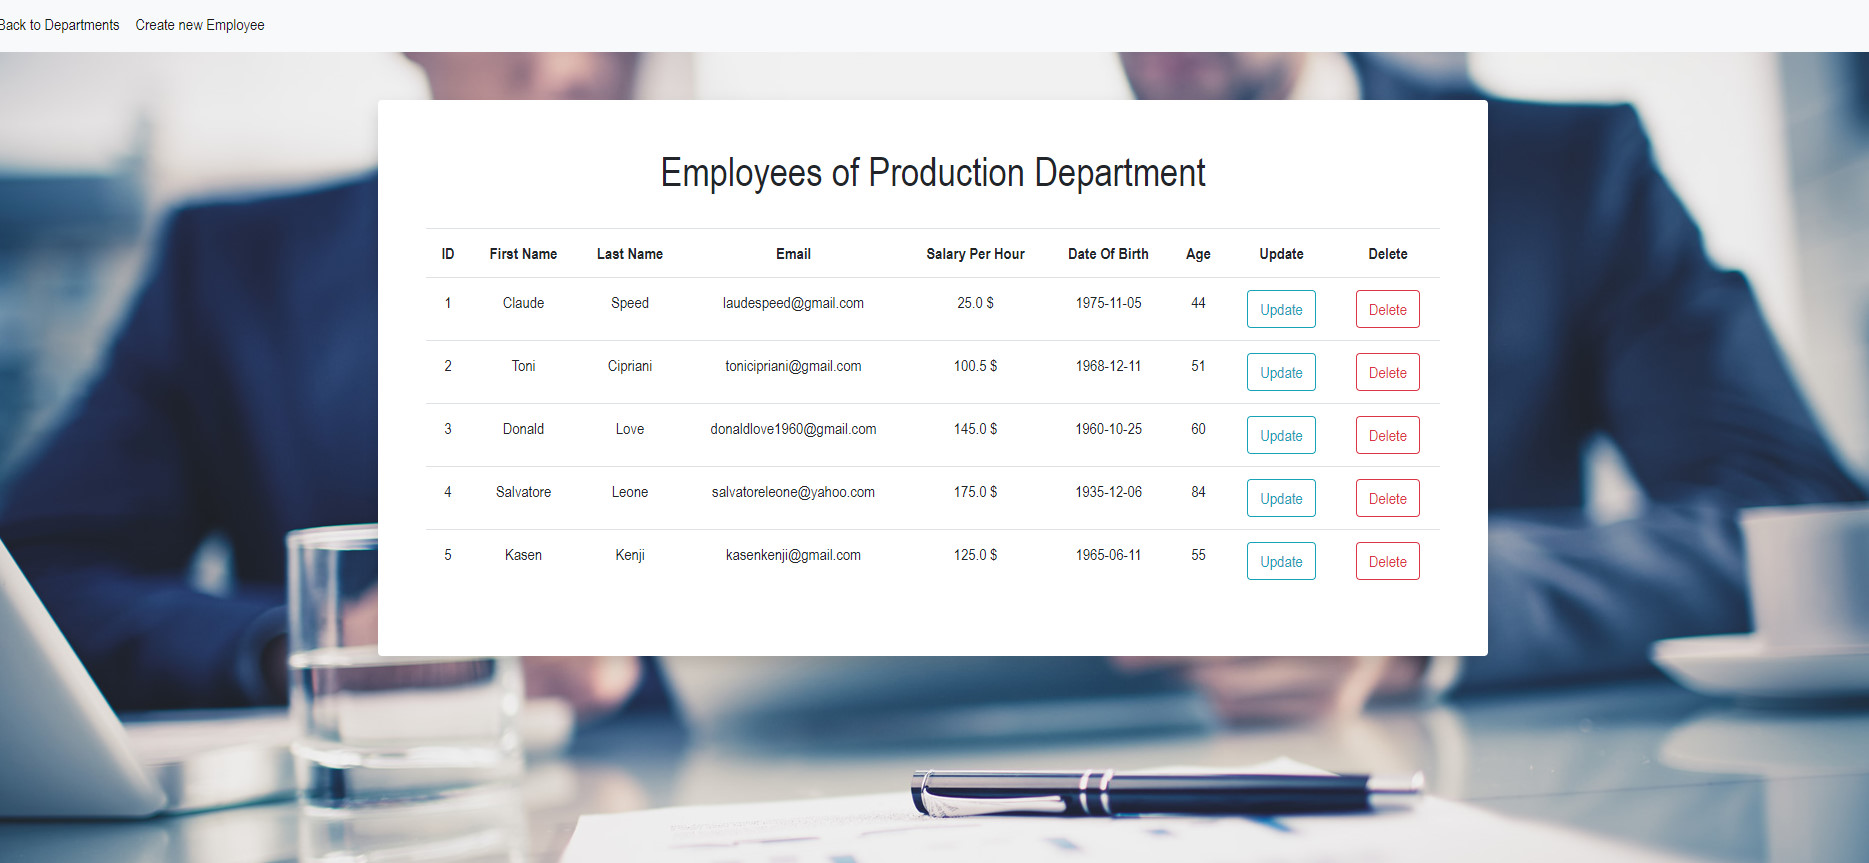 Back to Departments Create new Employee
Employees of Production Department
ID First Name Last Name Email Salary Per Hour Date Of Birth Age Update Delete
1 Claude Speed laudespeed@gmail.com 25.0 $ 1975-11-05 44 Update Delete
2 Toni Cipriani tonicipriani@gmail.com 100.5 $ 1968-12-11 51 Update Delete
3 Donald Love donaldlove1960@gmail.com 145.0 $ 1960-10-25 60 Update Delete
4 Salvatore Leone salvatoreleone@yahoo.com 175.0 $ 1935-12-06 84 Update Delete
5 Kasen Kenji kasenkenji@gmail.com 125.0 $ 1965-06-11 55 Update Delete